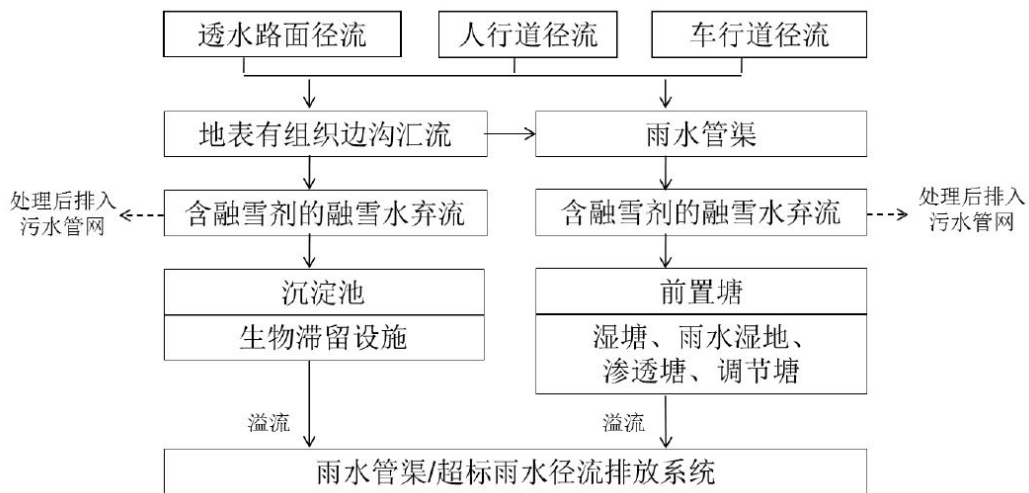 透水路面径流
人行道径流
车行道径流
地表有组织边沟汇流
雨水管渠
处理后排入
污水管网
含融雪剂的融雪水弃流
含融雪剂的融雪水弃流
处理后排入
污水管网
沉淀池
生物滞留设施
前置塘
湿塘、雨水湿地、
渗透塘、调节塘
溢流
溢流
雨水管渠/超标雨水径流排放系统